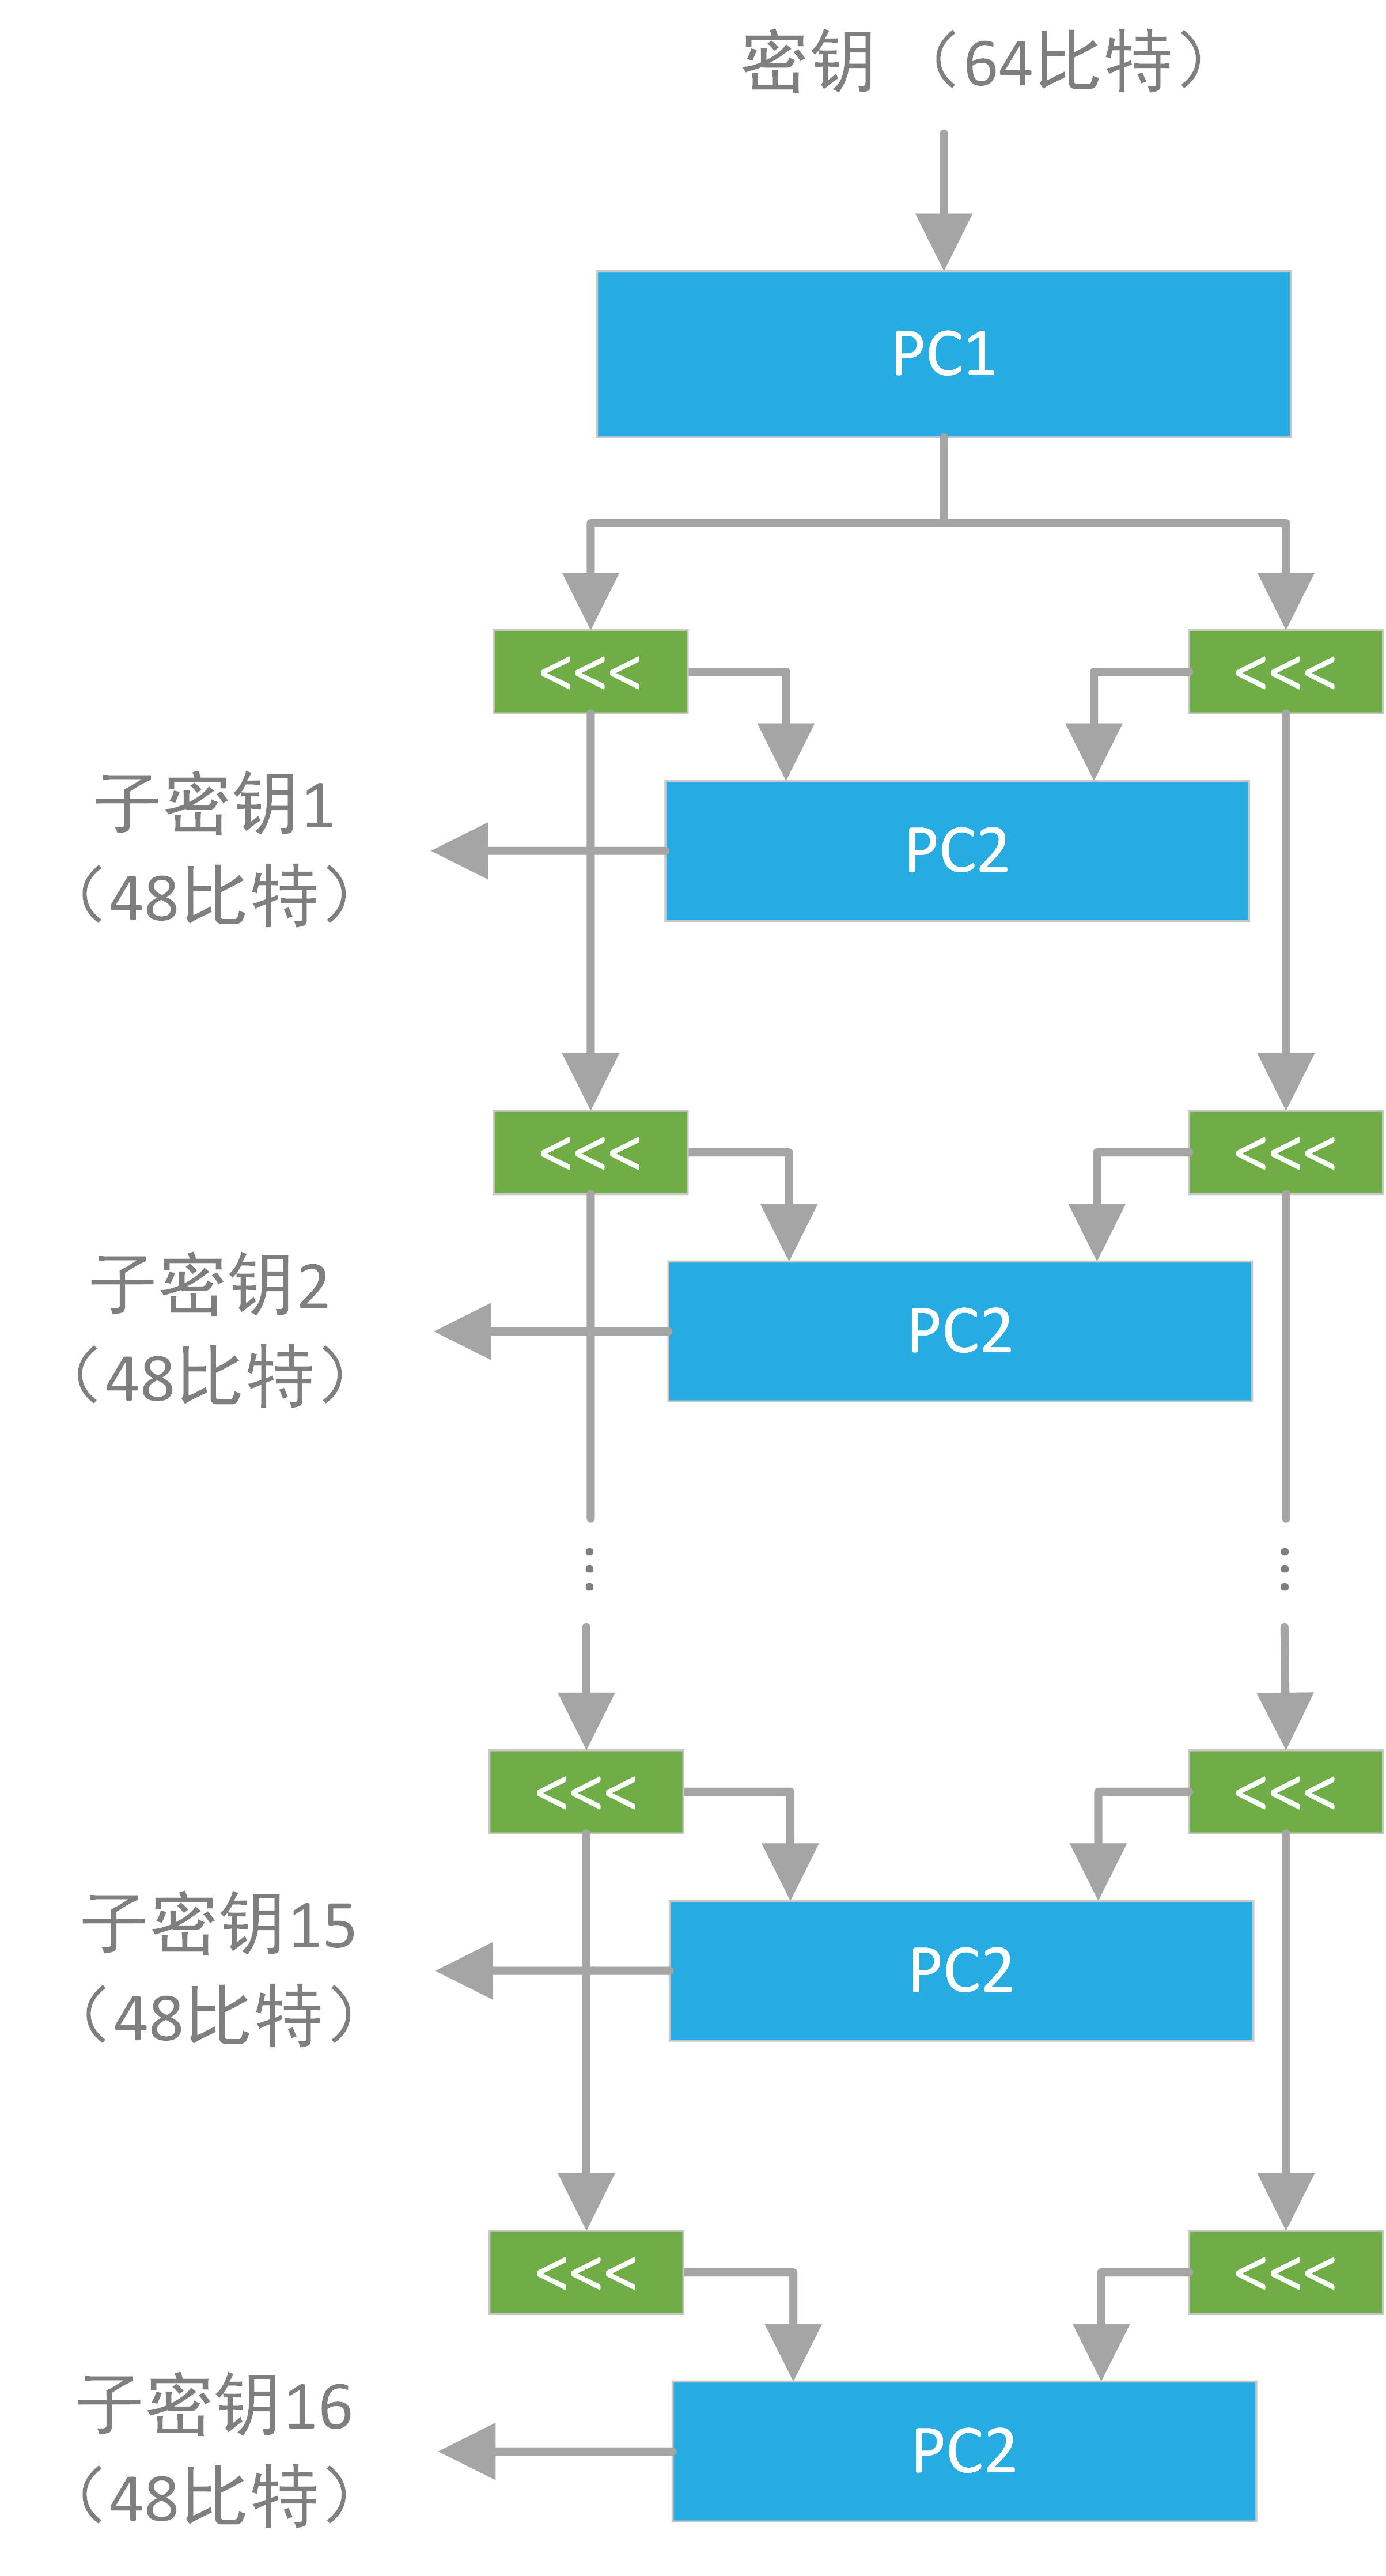 密钥 （64比特）
PC1
<<<
<<<
子密钥1
（48比特）
PC2
<<<
<<<
子密钥2
（48比特）
PC2
⋮
⋮
<<<
<<<
子密钥15
（48比特）
PC2
<<<
<<<
子密钥16
（48比特）
PC2